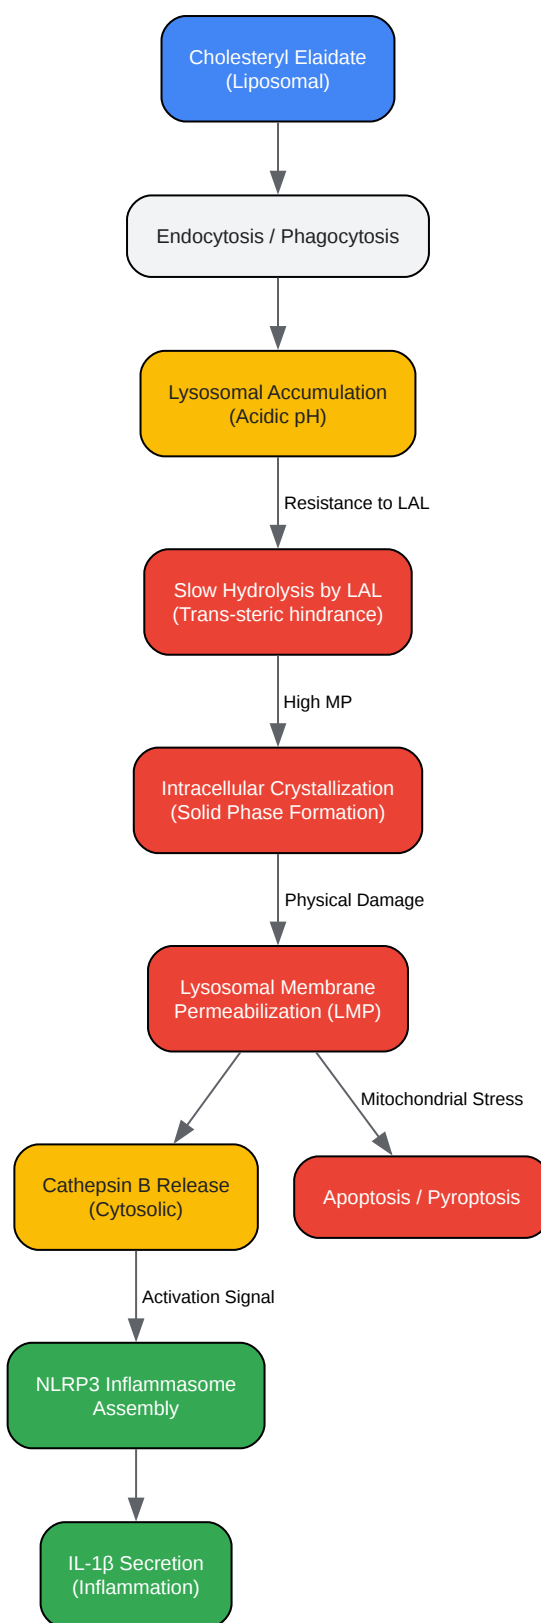 Cholesteryl Elaidate
(Liposomal)
Endocytosis / Phagocytosis
Lysosomal Accumulation
(Acidic pH)
Resistance to LAL
Slow Hydrolysis by LAL
(Trans-steric hindrance)
High MP
Intracellular Crystallization
(Solid Phase Formation)
Physical Damage
Lysosomal Membrane
Permeabilization (LMP)
Mitochondrial Stress
Cathepsin B Release
(Cytosolic)
Apoptosis / Pyroptosis
Activation Signal
NLRP3 Inflammasome
Assembly
IL-1β Secretion
(Inflammation)